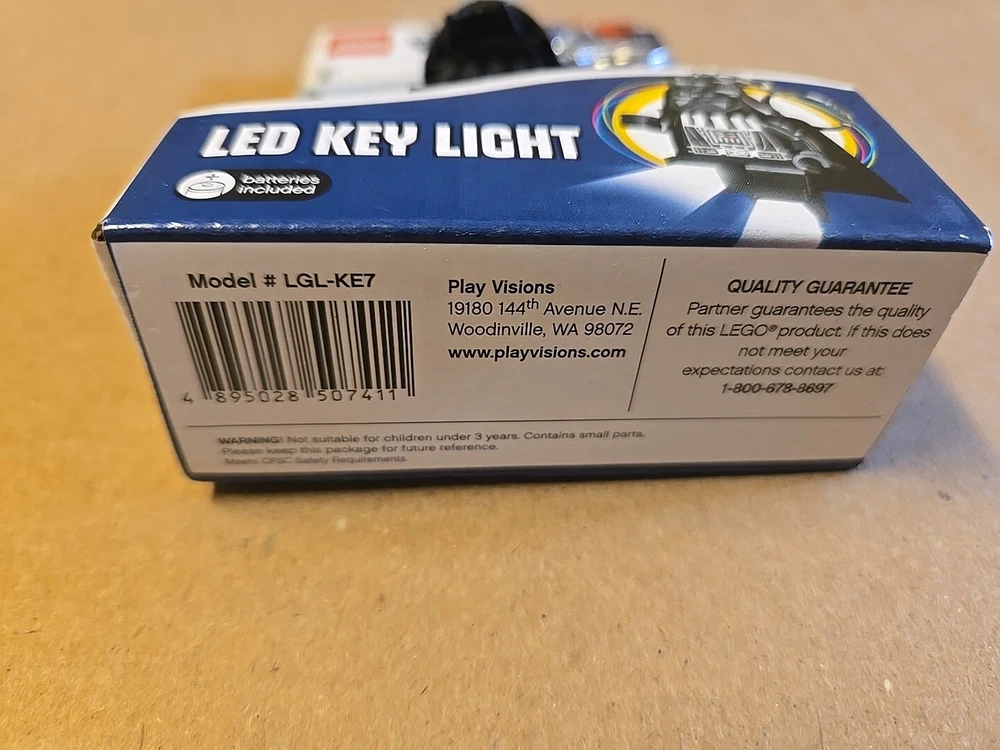 LED KEY LIGHT
batteries
included
Model # LGL-KE7
4 895028 507411
Play Visions
19180 144th Avenue N.E.
Woodinville, WA 98072
www.playvisions.com
QUALITY GUARANTEE
Partner guarantees the quality
of this LEGO® product. If this does
not meet your
expectations contact us at:
1-800-678-8697
WARNING! Not suitable for children under 3 years. Contains small parts.
Please keep this package for future reference.
Meets CPSC Safety Requirements